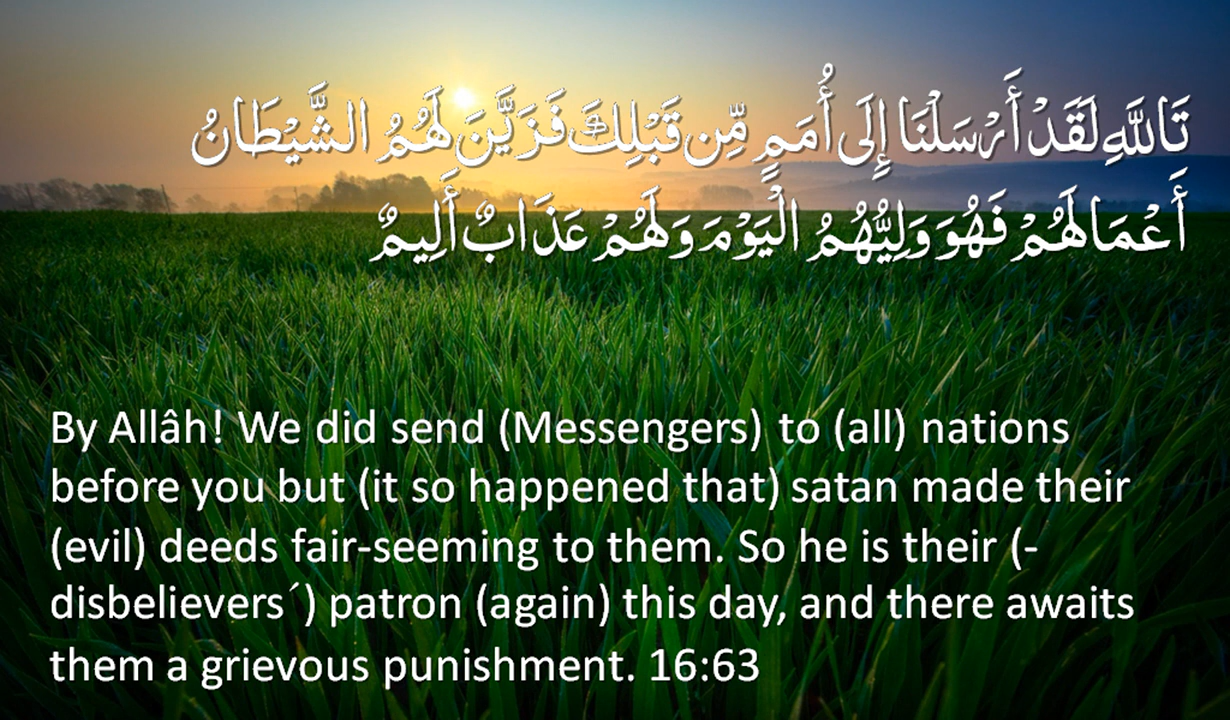 تَاللَّهِ لَقَدْ أَرْسَلْنَا إِلَى أُمَمٍ مِّن قَبْلِكَ فَزَيَّنَ لَهُمُ الشَّيْطَانُ
أَعْمَالَهُمْ فَهُوَ وَلِيُّهُمُ الْيَوْمَ وَلَهُمْ عَذَابٌ أَلِيمٌ
By Allâh! We did send (Messengers) to (all) nations
before you but (it so happened that) satan made their
(evil) deeds fair-seeming to them. So he is their (-
disbelievers´) patron (again) this day, and there awaits
them a grievous punishment. 16:63